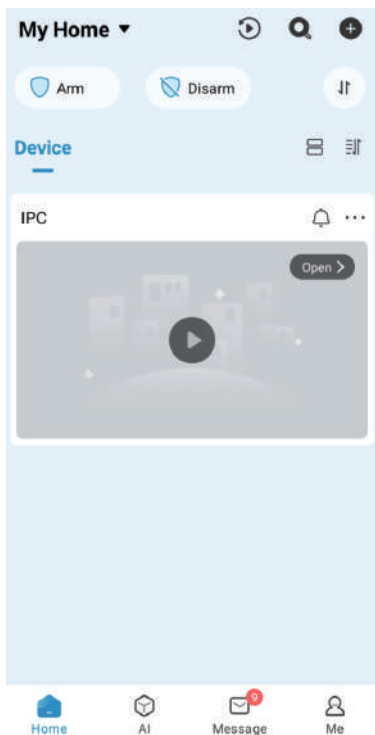 My Home
Arm
Disarm
Device
IPC
Open
9
Home
AI
Message
Me